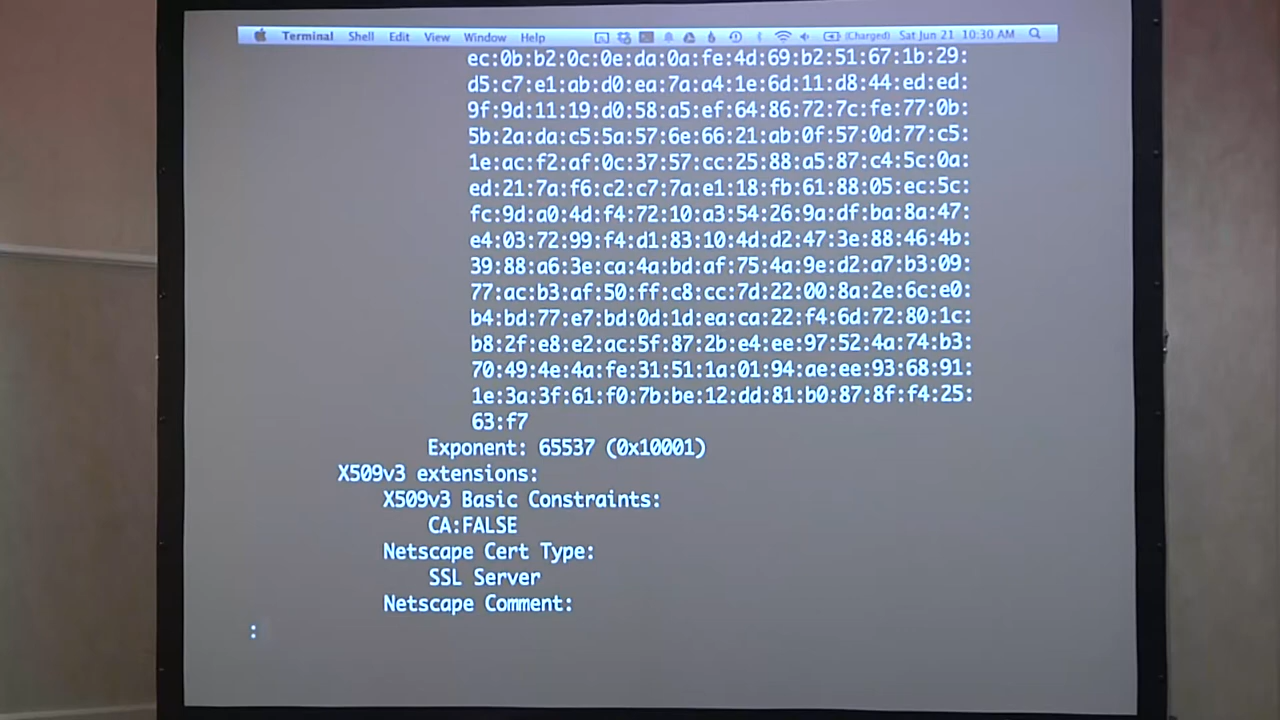 Terminal Shell Edit View Window Help (Charged) Sat Jun 21 10:30 AM
ec:0b:b2:0c:0e:da:0a:fe:4d:69:b2:51:67:1b:29:
d5:c7:e1:ab:d0:ea:7a:a4:1e:6d:11:d8:44:ed:ed:
9f:9d:11:19:d0:58:a5:ef:64:86:72:7c:fe:77:0b:
5b:2a:da:c5:5a:57:6e:66:21:ab:0f:57:0d:77:c5:
1e:ac:f2:af:0c:37:57:cc:25:88:a5:87:c4:5c:0a:
ed:21:7a:f6:c2:c7:7a:e1:18:fb:61:88:05:ec:5c:
fc:9d:a0:4d:f4:72:10:a3:54:26:9a:df:ba:8a:47:
e4:03:72:99:f4:d1:83:10:4d:d2:47:3e:88:46:4b:
39:88:a6:3e:ca:4a:bd:af:75:4a:9e:d2:a7:b3:09:
77:ac:b3:af:50:ff:c8:cc:7d:22:00:8a:2e:6c:e0:
b4:bd:77:e7:bd:0d:1d:ea:ca:22:f4:6d:72:80:1c:
b8:2f:e8:e2:ac:5f:87:2b:e4:ee:97:52:4a:74:b3:
70:49:4e:4a:fe:31:51:1a:01:94:ae:ee:93:68:91:
1e:3a:3f:61:f0:7b:be:12:dd:81:b0:87:8f:f4:25:
63:f7
Exponent: 65537 (0x10001)
X509v3 extensions:
X509v3 Basic Constraints:
CA:FALSE
Netscape Cert Type:
SSL Server
Netscape Comment:
: